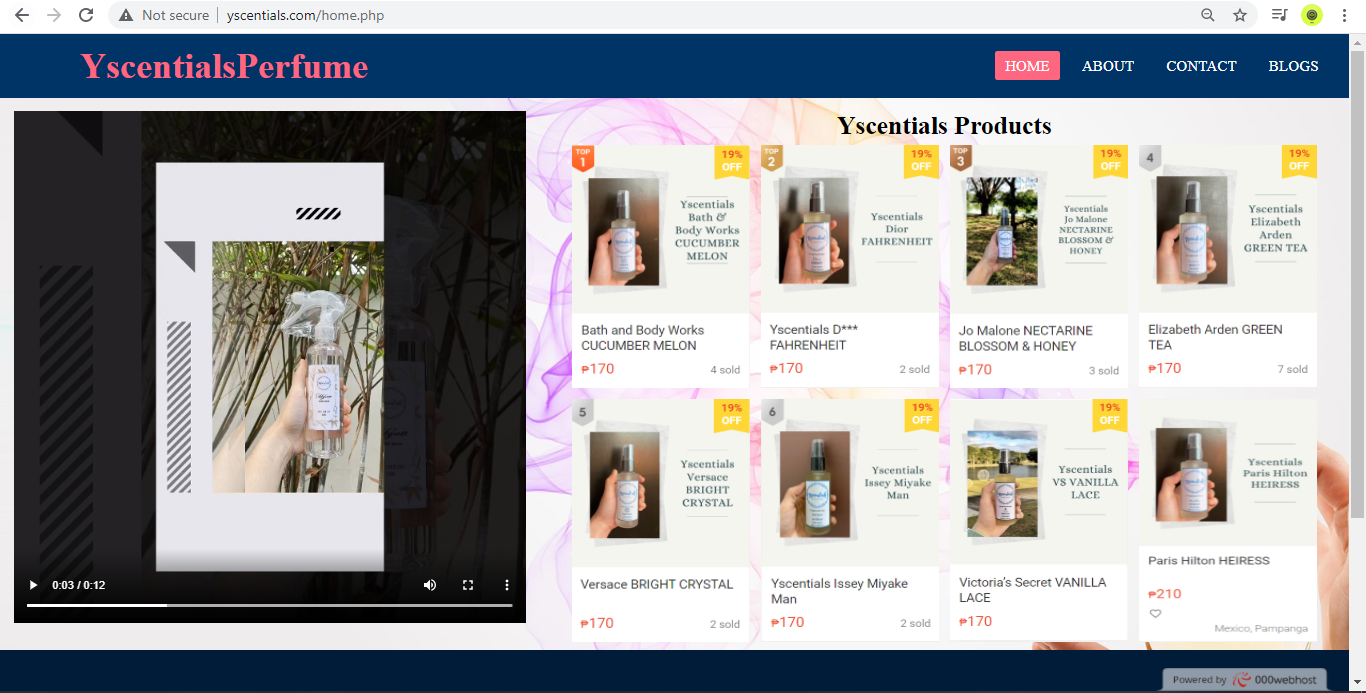 Not secure
yscentials.com/home.php
YscentialsPerfume
HOME
ABOUT
CONTACT
BLOGS
Yscentials Products
TOP
1
19%
OFF
Yscentials
Bath &
Body Works
CUCUMBER
MELON
Bath and Body Works
CUCUMBER MELON
₱170
4 sold
TOP
2
19%
OFF
Yscentials
Dior
FAHRENHEIT
Yscentials D***
FAHRENHEIT
₱170
2 sold
TOP
3
19%
OFF
Yscentials
Jo Malone
NECTARINE
BLOSSOM &
HONEY
Jo Malone NECTARINE
BLOSSOM & HONEY
₱170
3 sold
4
19%
OFF
Yscentials
Elizabeth
Arden
GREEN TEA
Elizabeth Arden GREEN
TEA
₱170
7 sold
5
19%
OFF
Yscentials
Versace
BRIGHT
CRYSTAL
Versace BRIGHT CRYSTAL
₱170
2 sold
6
19%
OFF
Yscentials
Issey Miyake
Man
Yscentials Issey Miyake
Man
₱170
2 sold
19%
OFF
Yscentials
VS VANILLA
LACE
Victoria's Secret VANILLA
LACE
₱170
Yscentials
Paris Hilton
HEIRESS
Paris Hilton HEIRESS
₱210
Mexico, Pampanga
0:03 / 0:12
Powered by 000webhost